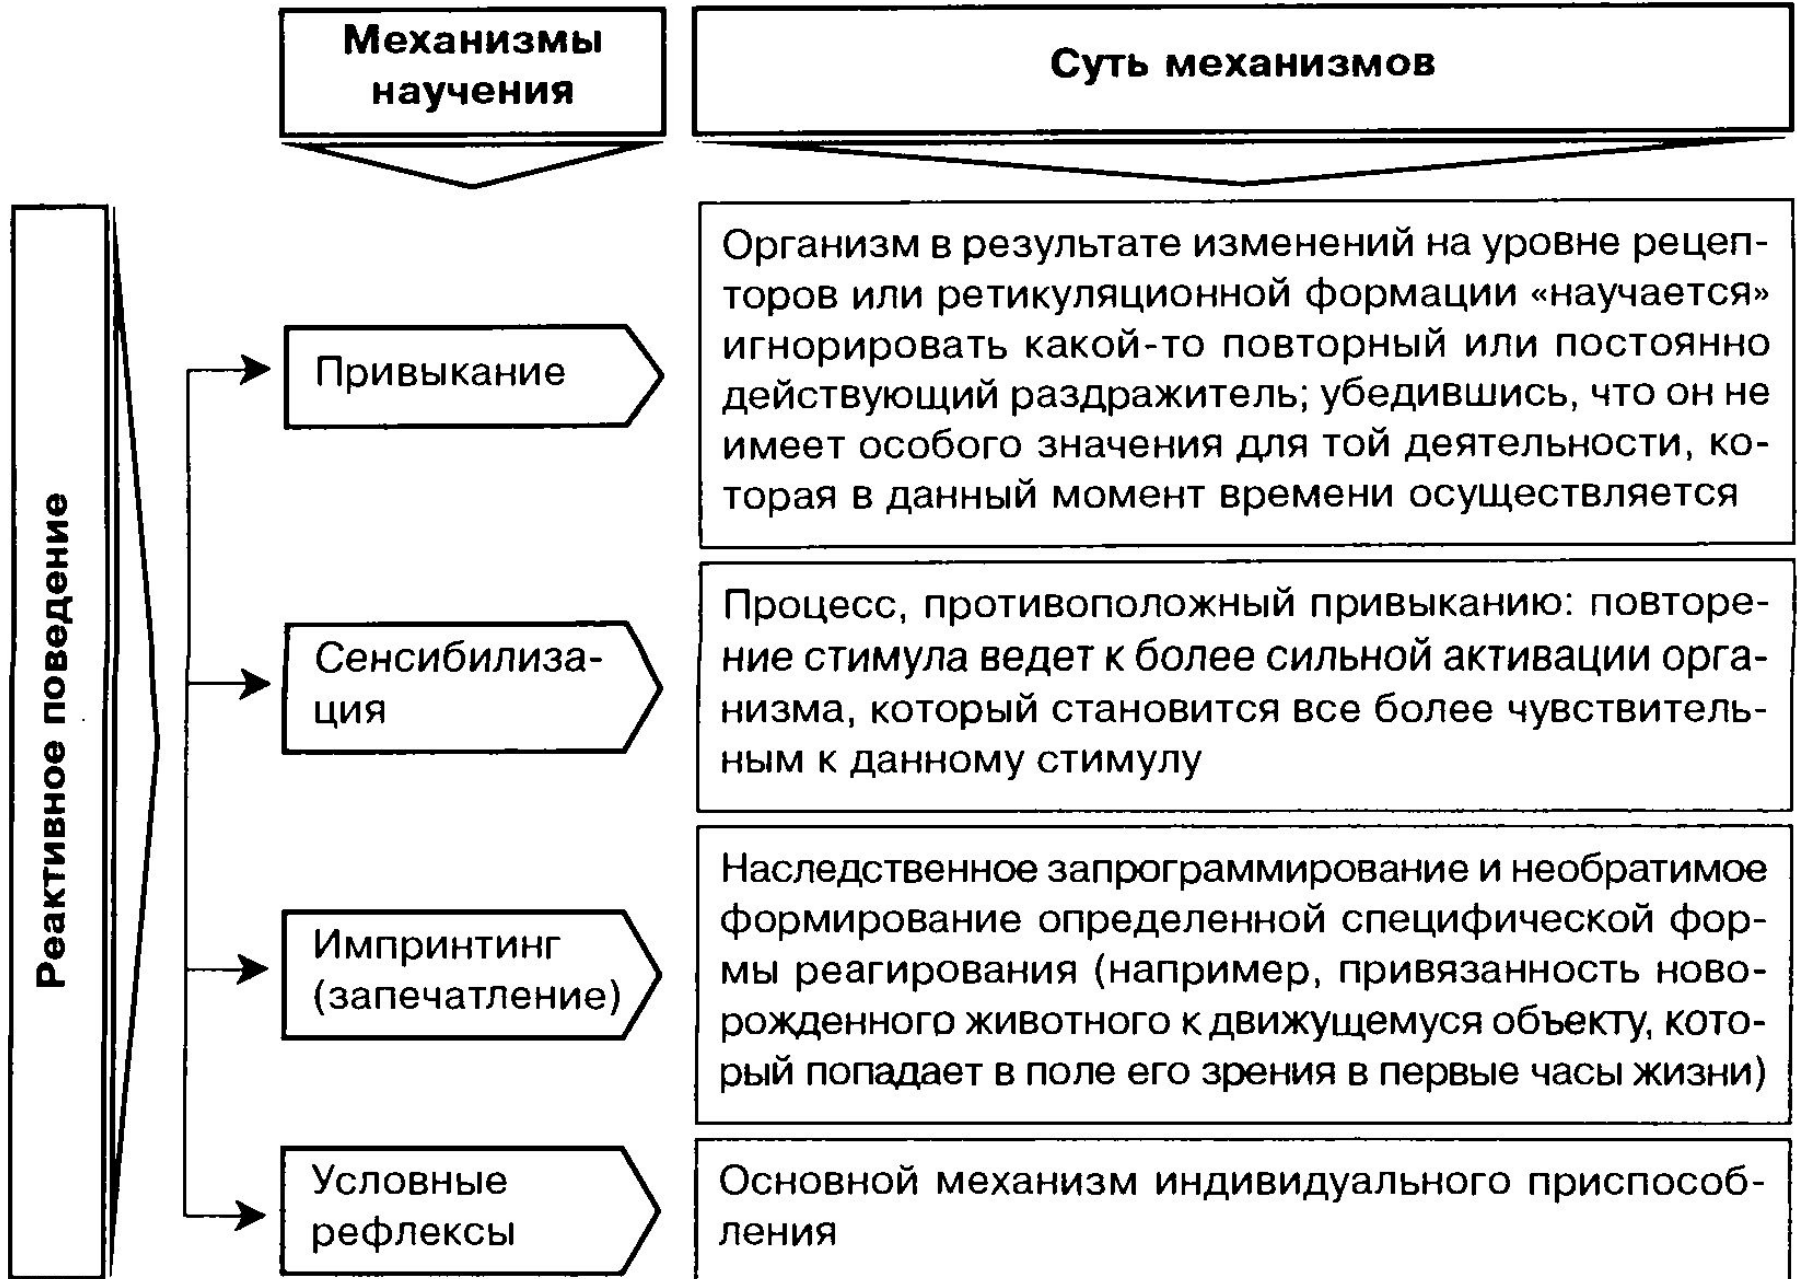 Механизмы
научения
Суть механизмов
Реактивное поведение
Привыкание
Организм в результате изменений на уровне рецеп-
торов или ретикуляционной формации «научается»
игнорировать какой-то повторный или постоянно
действующий раздражитель; убедившись, что он не
имеет особого значения для той деятельности, ко-
торая в данный момент времени осуществляется
Сенсибилиза-
ция
Процесс, противоположный привыканию: повторе-
ние стимула ведет к более сильной активации орга-
низма, который становится все более чувствитель-
ным к данному стимулу
Импринтинг
(запечатление)
Наследственное запрограммирование и необратимое
формирование определенной специфической фор-
мы реагирования (например, привязанность ново-
рожденного животного к движущемуся объекту, кото-
рый попадает в поле его зрения в первые часы жизни)
Условные
рефлексы
Основной механизм индивидуального приспособ-
ления